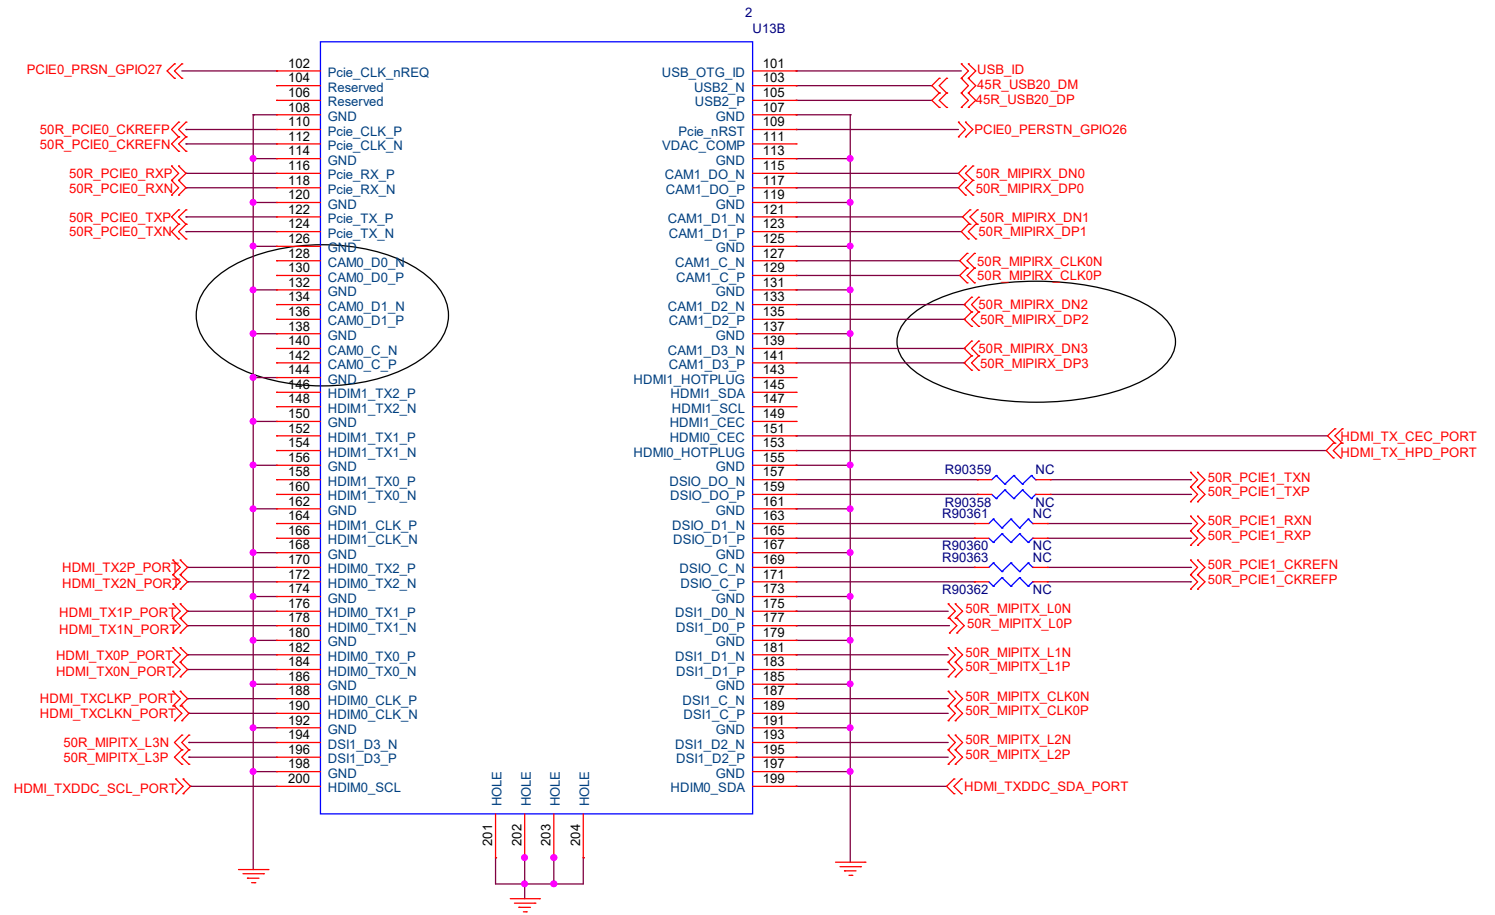 2
U13B
PCIE0_PRSN_GPIO27 102 Pcie_CLK_nREQ USB_OTG_ID 101 USB_ID
104 Reserved USB2_N 103 45R_USB20_DM
106 Reserved USB2_P 105 45R_USB20_DP
108 GND GND 107
50R_PCIE0_CKREFP 110 Pcie_CLK_P Pcie_nRST 109 PCIE0_PERSTN_GPIO26
50R_PCIE0_CKREFN 112 Pcie_CLK_N VDAC_COMP 111
114 GND GND 113
50R_PCIE0_RXP 116 Pcie_RX_P CAM1_DO_N 115 50R_MIPIRX_DN0
50R_PCIE0_RXN 118 Pcie_RX_N CAM1_DO_P 117 50R_MIPIRX_DP0
120 GND GND 119
50R_PCIE0_TXP 122 Pcie_TX_P CAM1_D1_N 121 50R_MIPIRX_DN1
50R_PCIE0_TXN 124 Pcie_TX_N CAM1_D1_P 123 50R_MIPIRX_DP1
126 GND GND 125
128 CAM0_D0_N CAM1_C_N 127 50R_MIPIRX_CLK0N
130 CAM0_D0_P CAM1_C_P 129 50R_MIPIRX_CLK0P
132 GND GND 131
134 CAM0_D1_N CAM1_D2_N 133 50R_MIPIRX_DN2
136 CAM0_D1_P CAM1_D2_P 135 50R_MIPIRX_DP2
138 GND GND 137
140 CAM0_C_N CAM1_D3_N 139 50R_MIPIRX_DN3
142 CAM0_C_P CAM1_D3_P 141 50R_MIPIRX_DP3
144 GND HDMI1_HOTPLUG 143
146 HDIM1_TX2_P HDMI1_SDA 145
148 HDIM1_TX2_N HDMI1_SCL 147
150 GND HDMI1_CEC 149
152 HDIM1_TX1_P HDMI0_CEC 151 HDMI_TX_CEC_PORT
154 HDIM1_TX1_N HDMI0_HOTPLUG 153 HDMI_TX_HPD_PORT
156 GND GND 155
158 HDIM1_TX0_P DSIO_DO_N 157 R90359 NC 50R_PCIE1_TXN
160 HDIM1_TX0_N DSIO_DO_P 159 R90358 NC 50R_PCIE1_TXP
162 GND GND 161
164 HDIM1_CLK_P DSIO_D1_N 163 R90361 NC 50R_PCIE1_RXN
166 HDIM1_CLK_N DSIO_D1_P 165 R90360 NC 50R_PCIE1_RXP
168 GND GND 167
HDMI_TX2P_PORT 170 HDIM0_TX2_P DSIO_C_N 169 R90363 NC 50R_PCIE1_CKREFN
HDMI_TX2N_PORT 172 HDIM0_TX2_N DSIO_C_P 171 R90362 NC 50R_PCIE1_CKREFP
174 GND GND 173
HDMI_TX1P_PORT 176 HDIM0_TX1_P DSI1_D0_N 175 50R_MIPITX_L0N
HDMI_TX1N_PORT 178 HDIM0_TX1_N DSI1_D0_P 177 50R_MIPITX_L0P
180 GND GND 179
HDMI_TX0P_PORT 182 HDIM0_TX0_P DSI1_D1_N 181 50R_MIPITX_L1N
HDMI_TX0N_PORT 184 HDIM0_TX0_N DSI1_D1_P 183 50R_MIPITX_L1P
186 GND GND 185
HDMI_TXCLKP_PORT 188 HDIM0_CLK_P DSI1_C_N 187 50R_MIPITX_CLK0N
HDMI_TXCLKN_PORT 190 HDIM0_CLK_N DSI1_C_P 189 50R_MIPITX_CLK0P
192 GND GND 191
50R_MIPITX_L3N 194 DSI1_D3_N DSI1_D2_N 193 50R_MIPITX_L2N
50R_MIPITX_L3P 196 DSI1_D3_P DSI1_D2_P 195 50R_MIPITX_L2P
198 GND GND 197
HDMI_TXDDC_SCL_PORT 200 HDIM0_SCL HDIM0_SDA 199 HDMI_TXDDC_SDA_PORT
HOLE HOLE HOLE HOLE
201 202 203 204